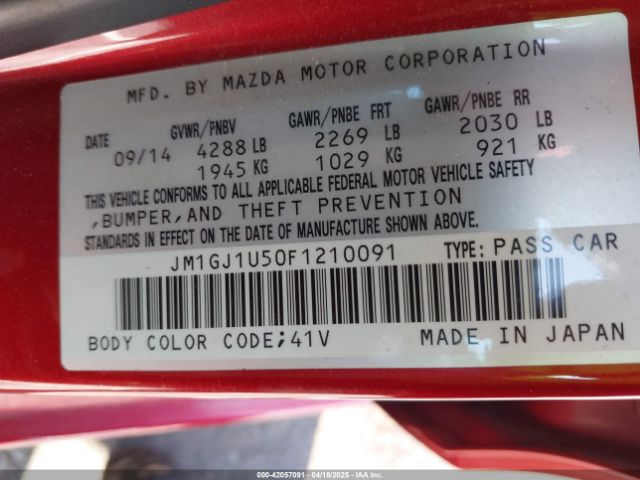 MFD. BY MAZDA MOTOR CORPORATION
DATE GVWR/PNBV GAWR/PNBE FRT GAWR/PNBE RR
09/14 4288 LB 2269 LB 2030 LB
1945 KG 1029 KG 921 KG
THIS VEHICLE CONFORMS TO ALL APPLICABLE FEDERAL MOTOR VEHICLE SAFETY
,BUMPER,AND THEFT PREVENTION
STANDARDS IN EFFECT ON THE DATE OF MANUFACTURE SHOWN ABOVE.
JM1GJ1U50F1210091 TYPE: PASS CAR
BODY COLOR CODE;41V MADE IN JAPAN
000-42057091 - 04/18/2025 - IAAI.COM